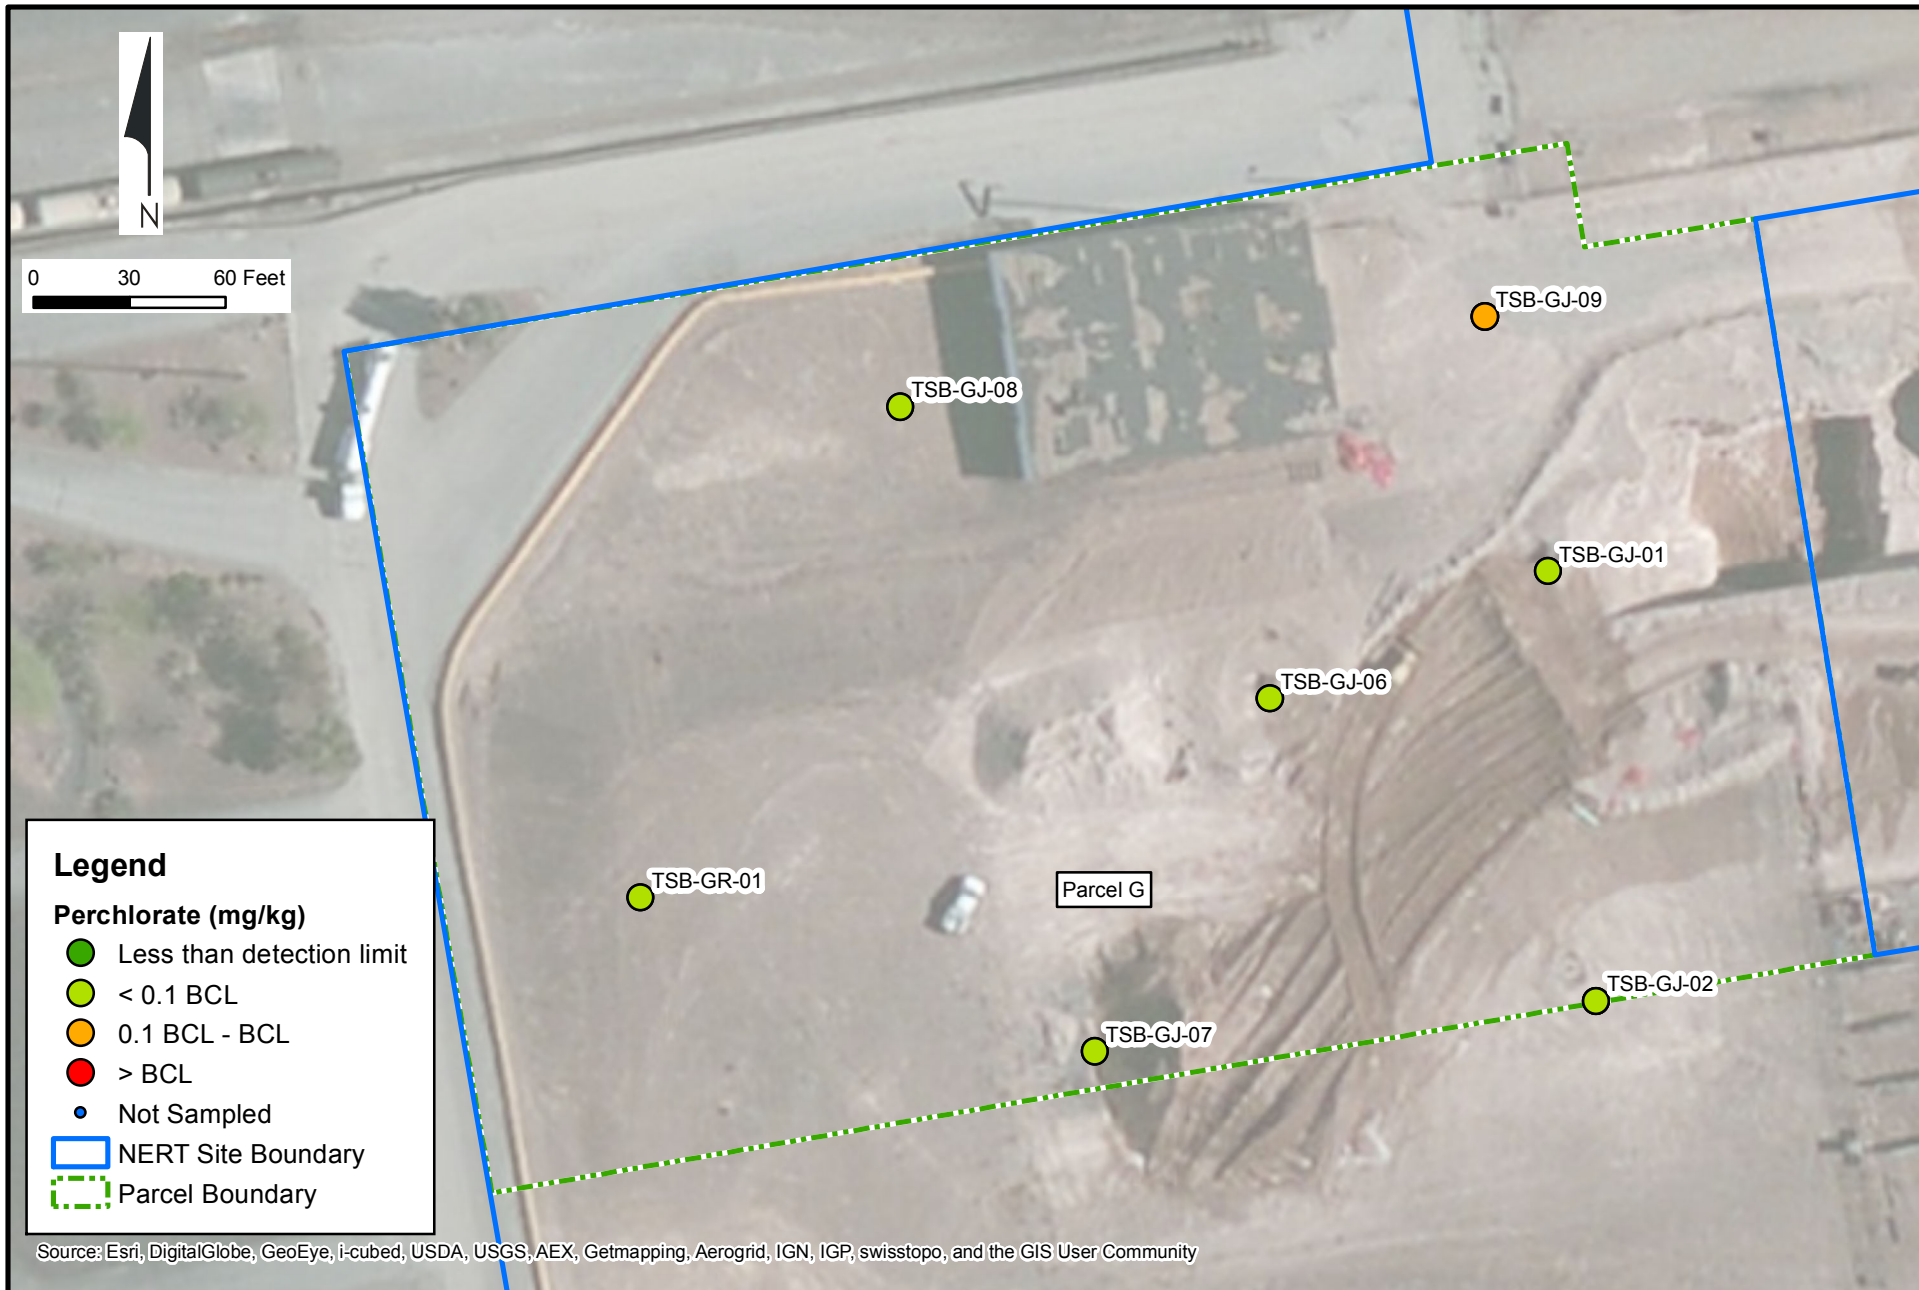 N
0 30 60 Feet
TSB-GJ-09
TSB-GJ-08
TSB-GJ-01
TSB-GJ-06
TSB-GR-01
Parcel G
TSB-GJ-02
TSB-GJ-07
Legend
Perchlorate (mg/kg)
Less than detection limit
< 0.1 BCL
0.1 BCL - BCL
> BCL
Not Sampled
NERT Site Boundary
Parcel Boundary
Source: Esri, DigitalGlobe, GeoEye, i-cubed, USDA, USGS, AEX, Getmapping, Aerogrid, IGN, IGP, swisstopo, and the GIS User Community